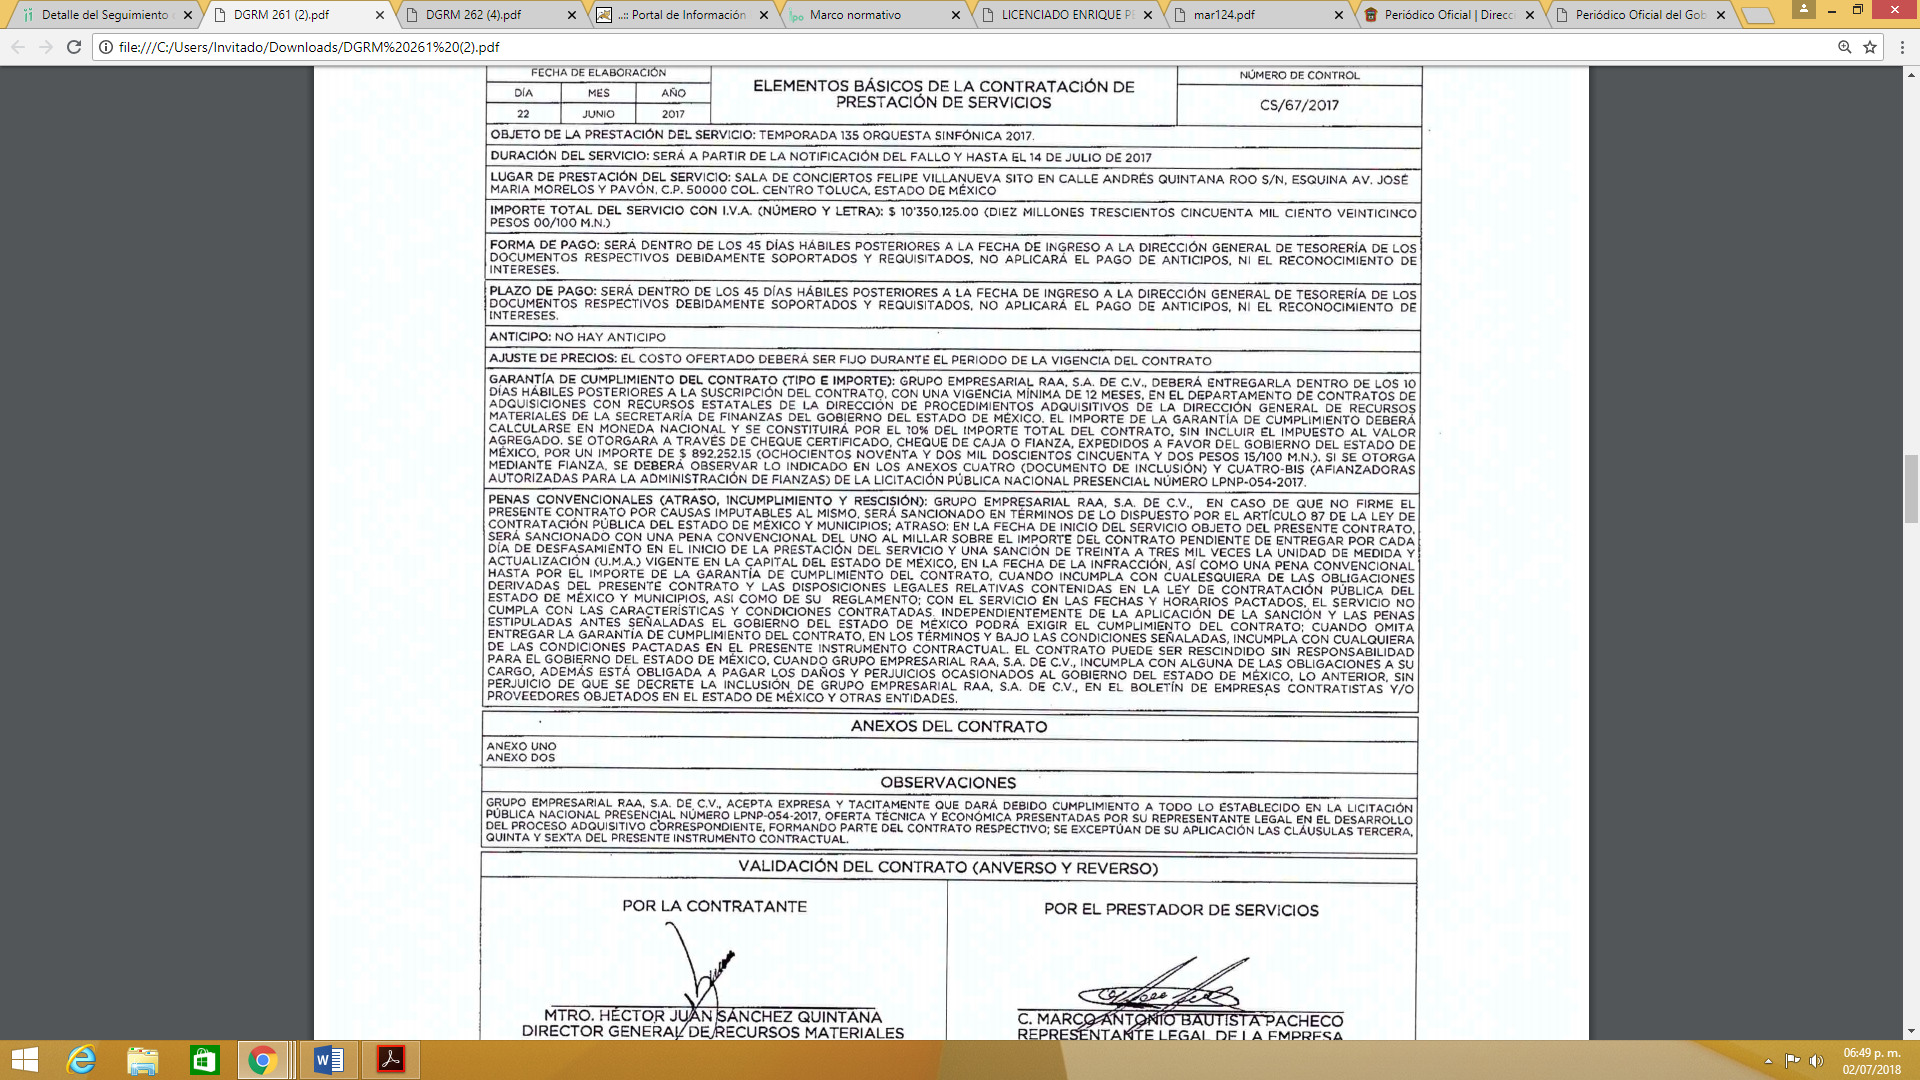 Detalle del Seguimiento
DGRM 261 (2).pdf
DGRM 262 (4).pdf
..:: Portal de Información
Marco normativo
LICENCIADO ENRIQUE PE
mar124.pdf
Periódico Oficial | Direcci
Periódico Oficial del Gob
file:///C:/Users/Invitado/Downloads/DGRM%20261%20(2).pdf
FECHA DE ELABORACIÓN
DÍA MES AÑO
22 JUNIO 2017
ELEMENTOS BÁSICOS DE LA CONTRATACIÓN DE
PRESTACIÓN DE SERVICIOS
NÚMERO DE CONTROL
CS/67/2017
OBJETO DE LA PRESTACIÓN DEL SERVICIO: TEMPORADA 135 ORQUESTA SINFÓNICA 2017.
DURACIÓN DEL SERVICIO: SERÁ A PARTIR DE LA NOTIFICACIÓN DEL FALLO Y HASTA EL 14 DE JULIO DE 2017
LUGAR DE PRESTACIÓN DEL SERVICIO: SALA DE CONCIERTOS FELIPE VILLANUEVA SITO EN CALLE ANDRÉS QUINTANA ROO S/N, ESQUINA AV. JOSÉ
MARIA MORELOS Y PAVÓN, C.P. 50000 COL. CENTRO TOLUCA, ESTADO DE MÉXICO
IMPORTE TOTAL DEL SERVICIO CON I.V.A. (NÚMERO Y LETRA): $ 10'350,125.00 (DIEZ MILLONES TRESCIENTOS CINCUENTA MIL CIENTO VEINTICINCO
PESOS 00/100 M.N.)
FORMA DE PAGO: SERÁ DENTRO DE LOS 45 DÍAS HÁBILES POSTERIORES A LA FECHA DE INGRESO A LA DIRECCIÓN GENERAL DE TESORERÍA DE LOS
DOCUMENTOS RESPECTIVOS DEBIDAMENTE SOPORTADOS Y REQUISITADOS, NO APLICARÁ EL PAGO DE ANTICIPOS, NI EL RECONOCIMIENTO DE
INTERESES.
PLAZO DE PAGO: SERÁ DENTRO DE LOS 45 DÍAS HÁBILES POSTERIORES A LA FECHA DE INGRESO A LA DIRECCIÓN GENERAL DE TESORERÍA DE LOS
DOCUMENTOS RESPECTIVOS DEBIDAMENTE SOPORTADOS Y REQUISITADOS, NO APLICARÁ EL PAGO DE ANTICIPOS, NI EL RECONOCIMIENTO DE
INTERESES.
ANTICIPO: NO HAY ANTICIPO
AJUSTE DE PRECIOS: EL COSTO OFERTADO DEBERÁ SER FIJO DURANTE EL PERIODO DE LA VIGENCIA DEL CONTRATO
GARANTÍA DE CUMPLIMIENTO DEL CONTRATO (TIPO E IMPORTE): GRUPO EMPRESARIAL RAA, S.A. DE C.V., DEBERÁ ENTREGARLA DENTRO DE LOS 10
DÍAS HÁBILES POSTERIORES A LA SUSCRIPCIÓN DEL CONTRATO, CON UNA VIGENCIA MÍNIMA DE 12 MESES, EN EL DEPARTAMENTO DE CONTRATOS DE
ADQUISICIONES CON RECURSOS ESTATALES DE LA DIRECCIÓN DE PROCEDIMIENTOS ADQUISITIVOS DE LA DIRECCIÓN GENERAL DE RECURSOS
MATERIALES DE LA SECRETARÍA DE FINANZAS DEL GOBIERNO DEL ESTADO DE MÉXICO. EL IMPORTE DE LA GARANTÍA DE CUMPLIMIENTO DEBERÁ
CALCULARSE EN MONEDA NACIONAL Y SE CONSTITUIRÁ POR EL 10% DEL IMPORTE TOTAL DEL CONTRATO, SIN INCLUIR EL IMPUESTO AL VALOR
AGREGADO. SE OTORGARA A TRAVÉS DE CHEQUE CERTIFICADO, CHEQUE DE CAJA O FIANZA, EXPEDIDOS A FAVOR DEL GOBIERNO DEL ESTADO DE
MÉXICO, POR UN IMPORTE DE $ 892,252.15 (OCHOCIENTOS NOVENTA Y DOS MIL DOSCIENTOS CINCUENTA Y DOS PESOS 15/100 M.N.). SI SE OTORGA
MEDIANTE FIANZA, SE DEBERÁ OBSERVAR LO INDICADO EN LOS ANEXOS CUATRO (DOCUMENTO DE INCLUSIÓN) Y CUATRO-BIS (AFIANZADORAS
AUTORIZADAS PARA LA ADMINISTRACIÓN DE FIANZAS) DE LA LICITACIÓN PÚBLICA NACIONAL PRESENCIAL NÚMERO LPNP-054-2017.
PENAS CONVENCIONALES (ATRASO, INCUMPLIMIENTO Y RESCISIÓN): GRUPO EMPRESARIAL RAA, S.A. DE C.V., EN CASO DE QUE NO FIRME EL
PRESENTE CONTRATO POR CAUSAS IMPUTABLES AL MISMO, SERÁ SANCIONADO EN TÉRMINOS DE LO DISPUESTO POR EL ARTÍCULO 87 DE LA LEY DE
CONTRATACIÓN PÚBLICA DEL ESTADO DE MÉXICO Y MUNICIPIOS; ATRASO: EN LA FECHA DE INICIO DEL SERVICIO OBJETO DEL PRESENTE CONTRATO,
SERÁ SANCIONADO CON UNA PENA CONVENCIONAL DEL UNO AL MILLAR SOBRE EL IMPORTE DEL CONTRATO PENDIENTE DE ENTREGAR POR CADA
DÍA DE DESFASAMIENTO EN EL INICIO DE LA PRESTACIÓN DEL SERVICIO Y UNA SANCIÓN DE TREINTA A TRES MIL VECES LA UNIDAD DE MEDIDA Y
ACTUALIZACIÓN (U.M.A.) VIGENTE EN LA CAPITAL DEL ESTADO DE MÉXICO, EN LA FECHA DE LA INFRACCIÓN, ASÍ COMO UNA PENA CONVENCIONAL
HASTA POR EL IMPORTE DE LA GARANTÍA DE CUMPLIMIENTO DEL CONTRATO, CUANDO INCUMPLA CON CUALESQUIERA DE LAS OBLIGACIONES
DERIVADAS DEL PRESENTE CONTRATO Y LAS DISPOSICIONES LEGALES RELATIVAS CONTENIDAS EN LA LEY DE CONTRATACIÓN PÚBLICA DEL
ESTADO DE MÉXICO Y MUNICIPIOS, ASI COMO DE SU REGLAMENTO; CON EL SERVICIO EN LAS FECHAS Y HORARIOS PACTADOS, EL SERVICIO NO
CUMPLA CON LAS CARACTERÍSTICAS Y CONDICIONES CONTRATADAS. INDEPENDIENTEMENTE DE LA APLICACIÓN DE LA SANCIÓN Y LAS PENAS
ESTIPULADAS ANTES SEÑALADAS EL GOBIERNO DEL ESTADO DE MÉXICO PODRÁ EXIGIR EL CUMPLIMIENTO DEL CONTRATO; CUANDO OMITA
ENTREGAR LA GARANTÍA DE CUMPLIMIENTO DEL CONTRATO, EN LOS TÉRMINOS Y BAJO LAS CONDICIONES SEÑALADAS, INCUMPLA CON CUALQUIERA
DE LAS CONDICIONES PACTADAS EN EL PRESENTE INSTRUMENTO CONTRACTUAL. EL CONTRATO PUEDE SER RESCINDIDO SIN RESPONSABILIDAD
PARA EL GOBIERNO DEL ESTADO DE MÉXICO, CUANDO GRUPO EMPRESARIAL RAA, S.A. DE C.V., INCUMPLA CON ALGUNA DE LAS OBLIGACIONES A SU
CARGO, ADEMÁS ESTÁ OBLIGADA A PAGAR LOS DAÑOS Y PERJUICIOS OCASIONADOS AL GOBIERNO DEL ESTADO DE MÉXICO, LO ANTERIOR, SIN
PERJUICIO DE QUE SE DECRETE LA INCLUSIÓN DE GRUPO EMPRESARIAL RAA, S.A. DE C.V., EN EL BOLETÍN DE EMPRESAS CONTRATISTAS Y/O
PROVEEDORES OBJETADOS EN EL ESTADO DE MÉXICO Y OTRAS ENTIDADES.
ANEXOS DEL CONTRATO
ANEXO UNO
ANEXO DOS
OBSERVACIONES
GRUPO EMPRESARIAL RAA, S.A. DE C.V., ACEPTA EXPRESA Y TACITAMENTE QUE DARÁ DEBIDO CUMPLIMIENTO A TODO LO ESTABLECIDO EN LA LICITACIÓN
PÚBLICA NACIONAL PRESENCIAL NÚMERO LPNP-054-2017, OFERTA TÉCNICA Y ECONÓMICA PRESENTADAS POR SU REPRESENTANTE LEGAL EN EL DESARROLLO
DEL PROCESO ADQUISITIVO CORRESPONDIENTE, FORMANDO PARTE DEL CONTRATO RESPECTIVO; SE EXCEPTÚAN DE SU APLICACIÓN LAS CLÁUSULAS TERCERA,
QUINTA Y SEXTA DEL PRESENTE INSTRUMENTO CONTRACTUAL.
VALIDACIÓN DEL CONTRATO (ANVERSO Y REVERSO)
POR LA CONTRATANTE
POR EL PRESTADOR DE SERVICIOS
MTRO. HÉCTOR JUAN SÁNCHEZ QUINTANA
DIRECTOR GENERAL DE RECURSOS MATERIALES
C. MARCO ANTONIO BAUTISTA PACHECO
REPRESENTANTE LEGAL DE LA EMPRESA
06:49 p. m.
02/07/2018